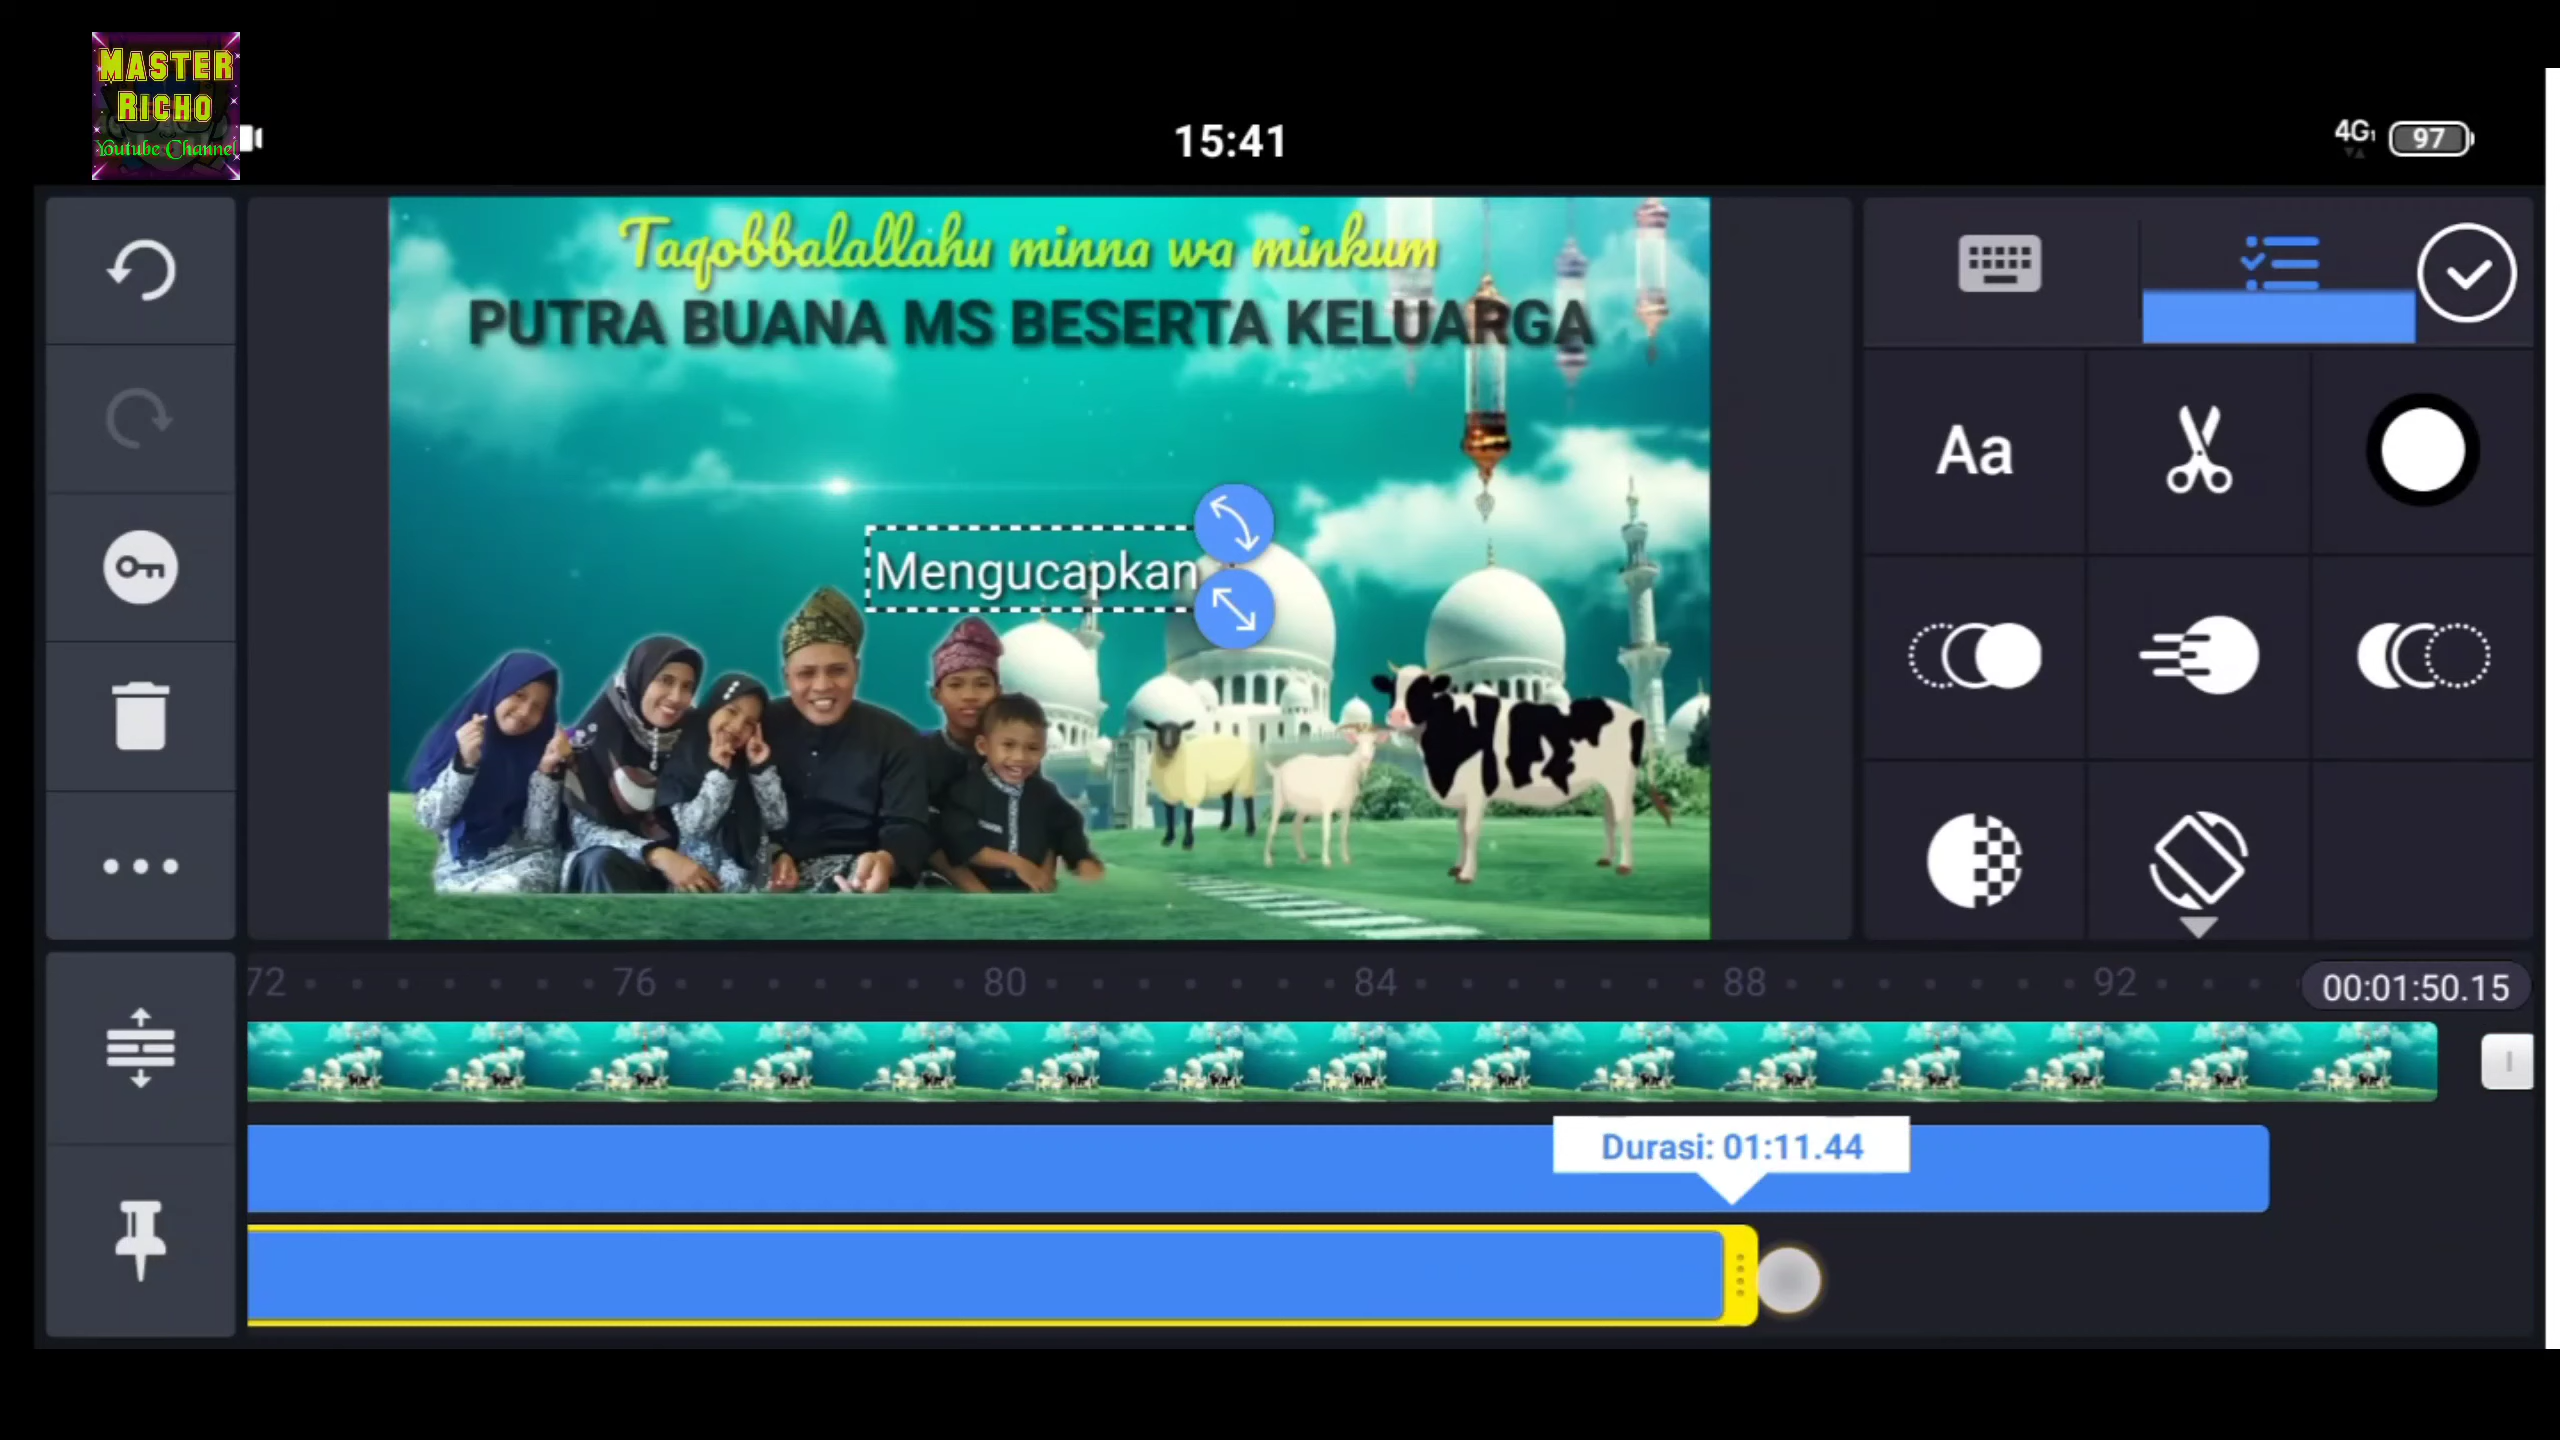 MASTER
RICHO
Youtube Channel
15:41
4G
97
Taqobbalallahu minna wa minkum
PUTRA BUANA MS BESERTA KELUARGA
Mengucapkan
Aa
72 76 80 84 88 92 00:01:50.15
Durasi: 01:11.44